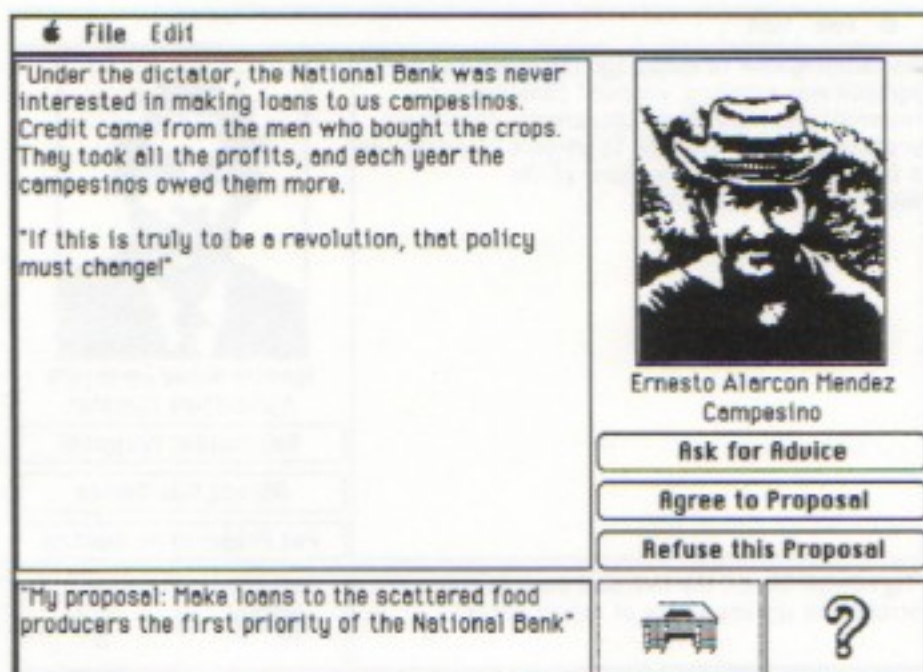 File Edit
"Under the dictator, the National Bank was never
interested in making loans to us campesinos.
Credit came from the men who bought the crops.
They took all the profits, and each year the
campesinos owed them more.
"If this is truly to be a revolution, that policy
must change!"
Ernesto Alarcon Mendez
Campesino
Ask for Advice
Agree to Proposal
Refuse this Proposal
"My proposal: Make loans to the scattered food
producers the first priority of the National Bank"
?